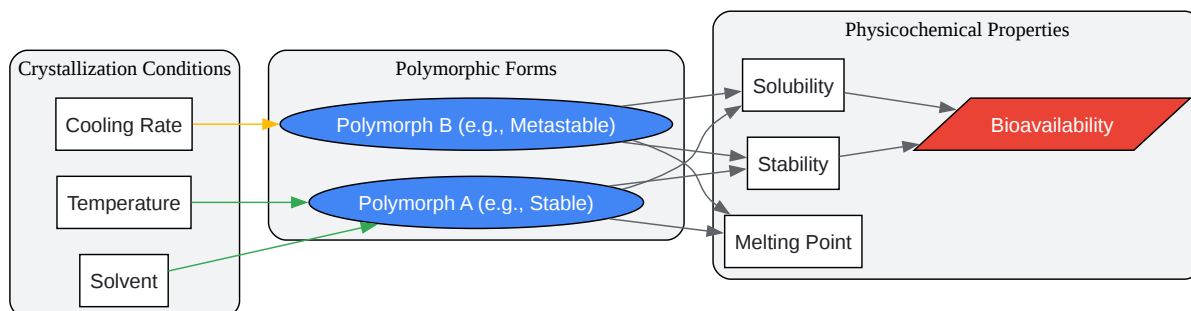 Crystallization Conditions
Cooling Rate
Temperature
Solvent
Polymorphic Forms
Polymorph B (e.g., Metastable)
Polymorph A (e.g., Stable)
Physicochemical Properties
Solubility
Stability
Melting Point
Bioavailability